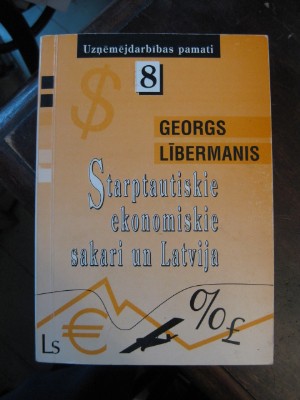 Uzņēmējdarbības pamati
8
$
GEORGS
LĪBERMANIS
Starptautiskie
ekonomiskie
sakari un Latvija
% £
Ls €